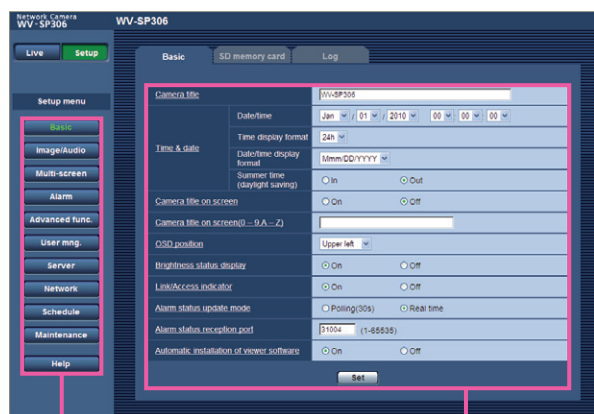 Network Camera
WV-SP306
WV-SP306
Live Setup
Basic SD memory card Log
Setup menu
Basic
Image/Audio
Multi-screen
Alarm
Advanced func.
User mng.
Server
Network
Schedule
Maintenance
Help
Camera title WV-SP306
Time & date
Date/time Jan / 01 / 2010 00 : 00 : 00
Time display format 24h
Date/time display
format Mmm/DD/YYYY
Summer time
(daylight saving) In Out
Camera title on screen On Off
Camera title on screen(0 – 9,A – Z)
OSD position Upper left
Brightness status display On Off
Link/Access indicator On Off
Alarm status update mode Polling(30s) Real time
Alarm status reception port 31004 (1-65535)
Automatic installation of viewer software On Off
Set